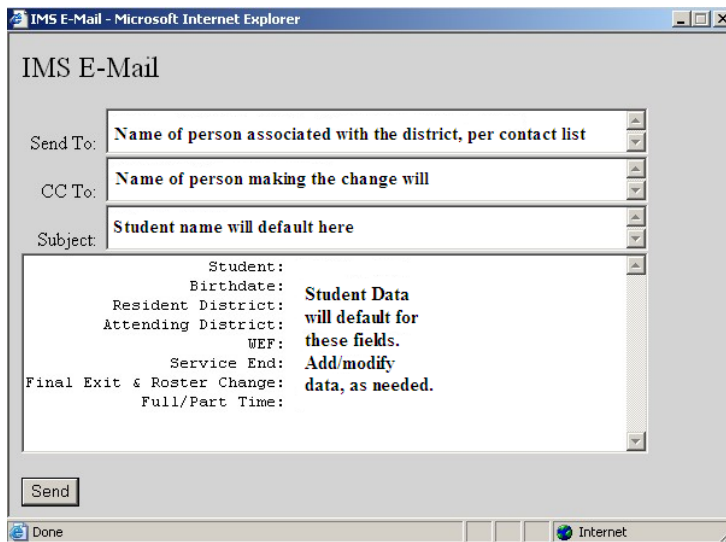 IMS E-Mail - Microsoft Internet Explorer
IMS E-Mail
Send To: Name of person associated with the district, per contact list
CC To: Name of person making the change will
Subject: Student name will default here
Student:
Birthdate:
Resident District:
Attending District:
WEF:
Service End:
Final Exit & Roster Change:
Full/Part Time:
Student Data
will default for
these fields.
Add/modify
data, as needed.
Send
Done
Internet